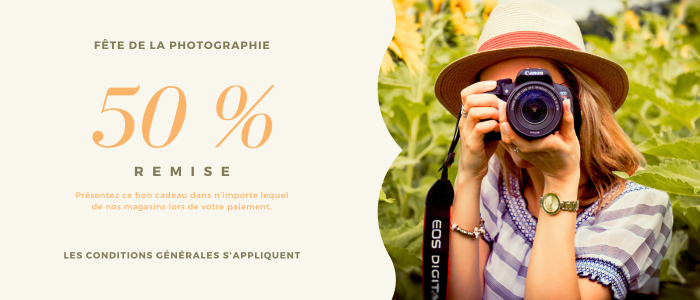 FÊTE DE LA PHOTOGRAPHIE
50 %
REMISE
Présentez ce bon cadeau dans n'importe lequel
de nos magasins lors de votre paiement.
LES CONDITIONS GÉNÉRALES S'APPLIQUENT
Canon
EOS DIGITA